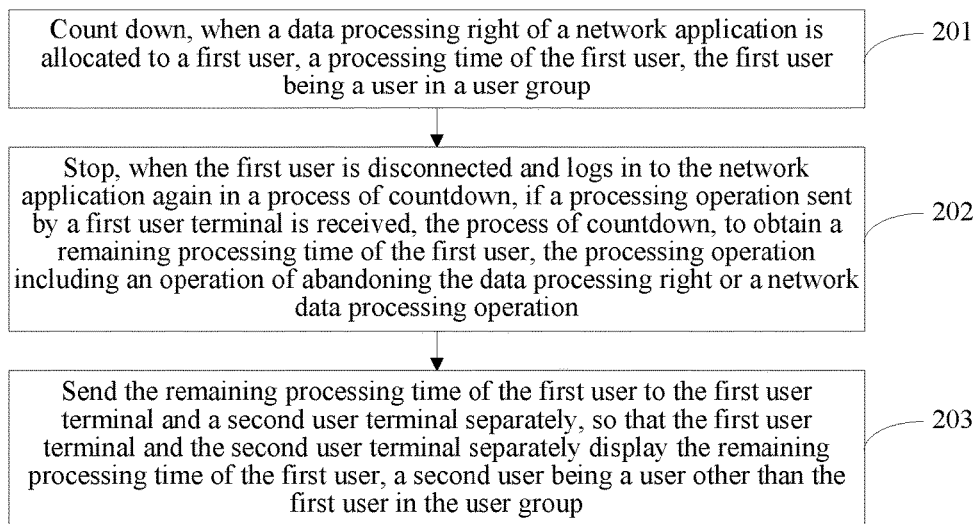 Count down, when a data processing right of a network application is
allocated to a first user, a processing time of the first user, the first user
being a user in a user group
201
Stop, when the first user is disconnected and logs in to the network
application again in a process of countdown, if a processing operation sent
by a first user terminal is received, the process of countdown, to obtain a
remaining processing time of the first user, the processing operation
including an operation of abandoning the data processing right or a network
data processing operation
202
Send the remaining processing time of the first user to the first user
terminal and a second user terminal separately, so that the first user
terminal and the second user terminal separately display the remaining
processing time of the first user, a second user being a user other than the
first user in the user group
203